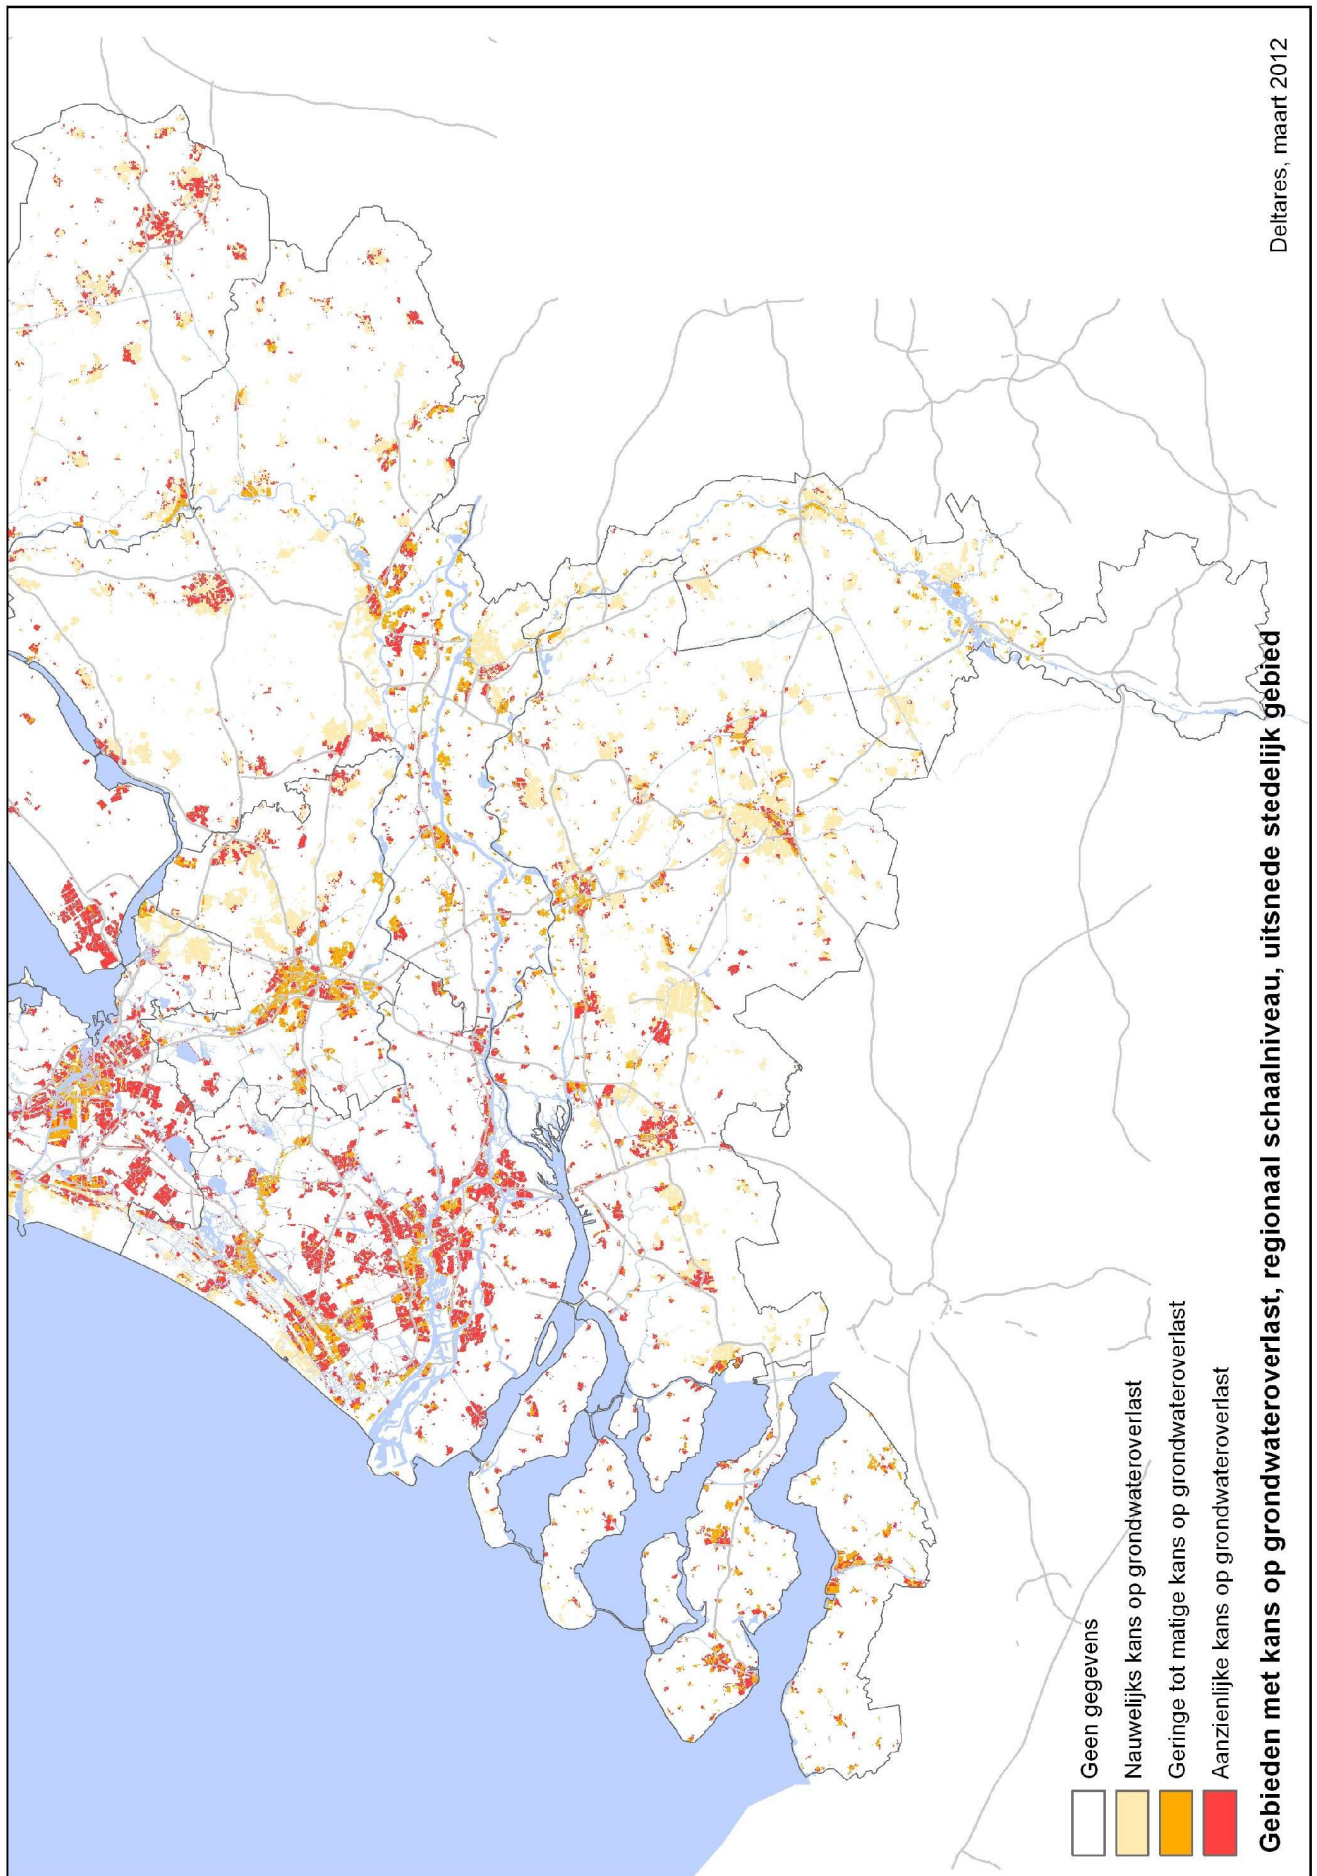 Deltares, maart 2012
Geen gegevens
Nauwelijks kans op grondwateroverlast
Geringe tot matige kans op grondwateroverlast
Aanzienlijke kans op grondwateroverlast
Gebieden met kans op grondwateroverlast, regionaal schaalniveau, uitsnede stedelijk gebied